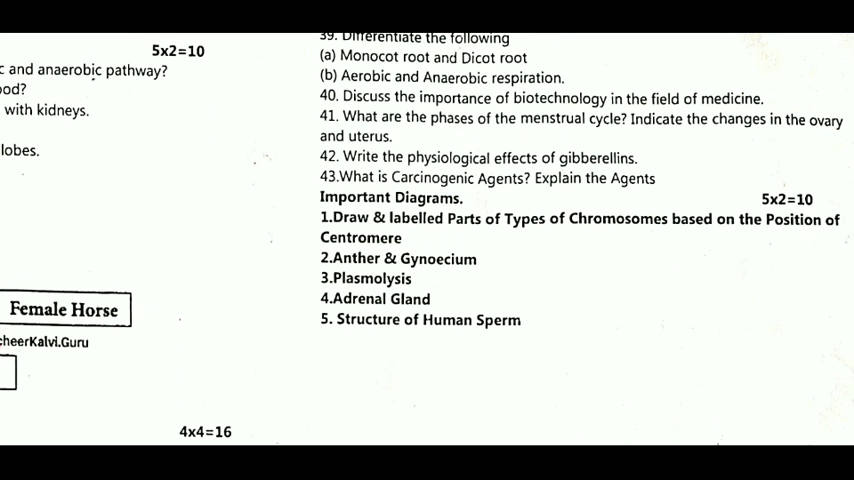 5x2=10
and anaerobic pathway?
with kidneys.
lobes.
Female Horse
4x4=16
39. Differentiate the following
(a) Monocot root and Dicot root
(b) Aerobic and Anaerobic respiration.
40. Discuss the importance of biotechnology in the field of medicine.
41. What are the phases of the menstrual cycle? Indicate the changes in the ovary
and uterus.
42. Write the physiological effects of gibberellins.
43.What is Carcinogenic Agents? Explain the Agents
Important Diagrams. 5x2=10
1.Draw & labelled Parts of Types of Chromosomes based on the Position of
Centromere
2.Anther & Gynoecium
3.Plasmolysis
4.Adrenal Gland
5. Structure of Human Sperm